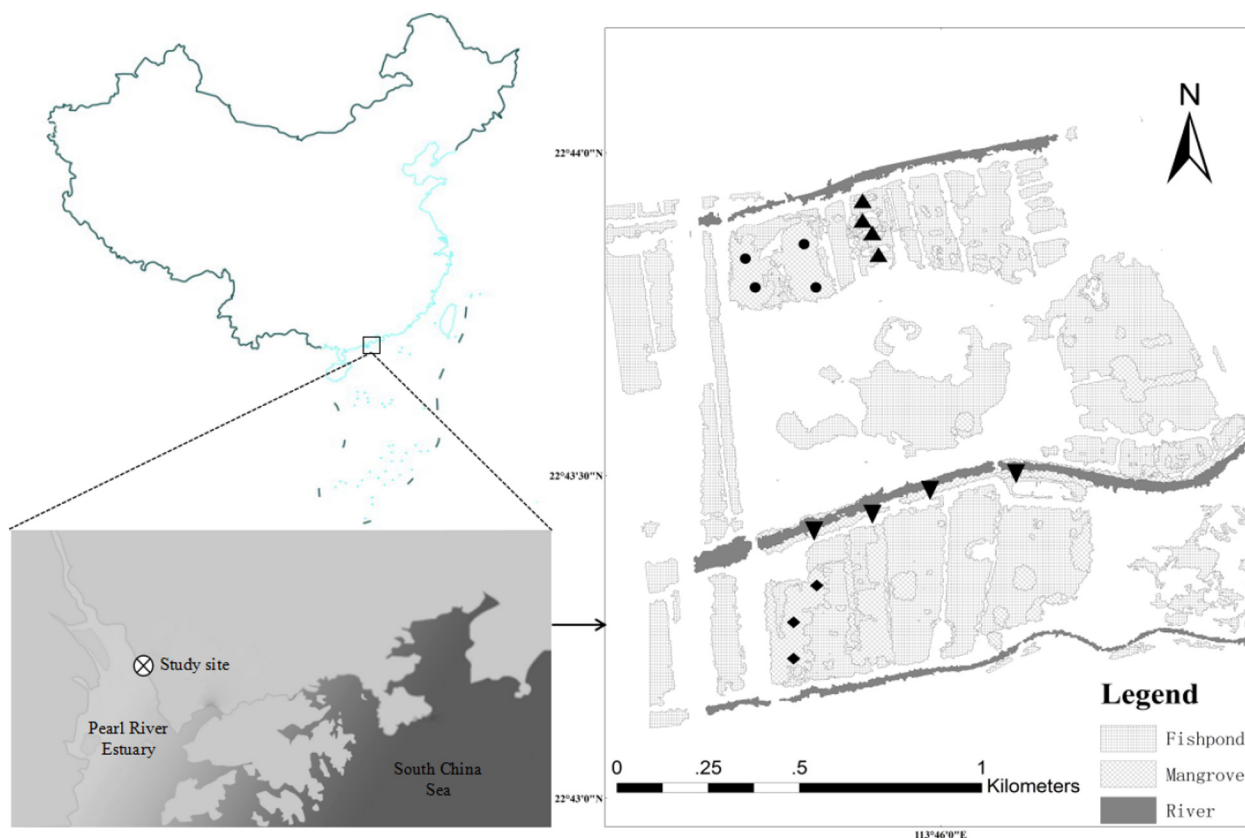 N
22°44'0"N
22°43'30"N
Study site
Pearl River
Estuary
South China
Sea
Legend
Fishpond
Mangrove
River
0 .25 .5 1
Kilometers
22°43'0"N
113°46'0"E